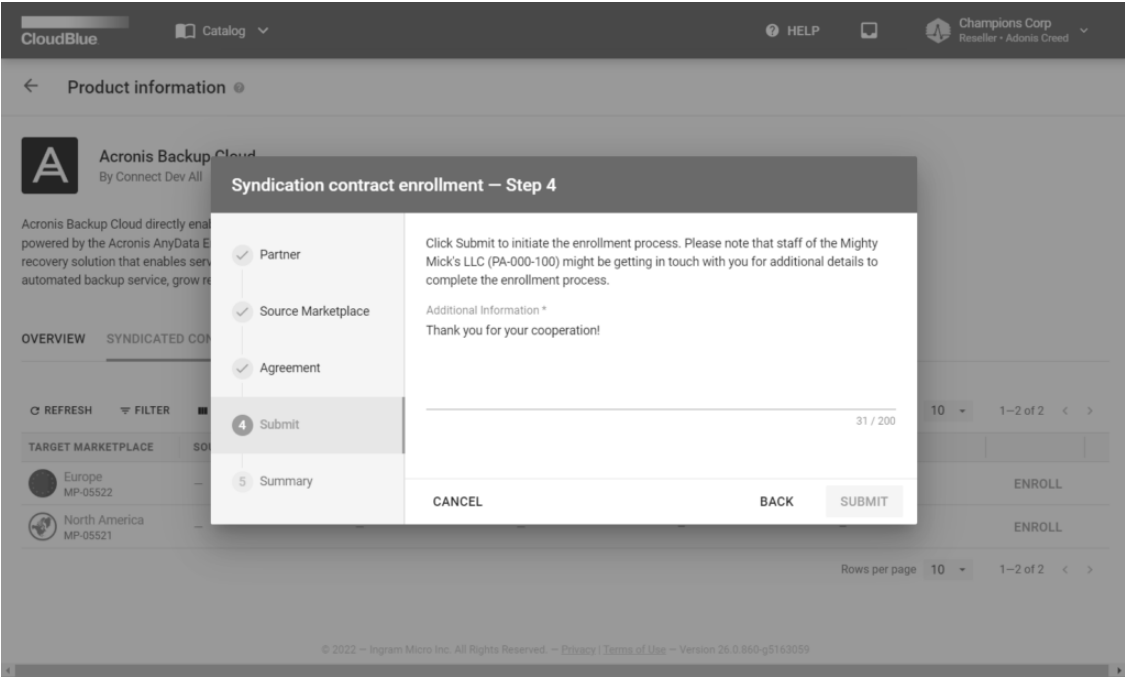 CloudBlue
Catalog
HELP
Champions Corp
Reseller • Adonis Creed
Product information
Acronis Backup Cloud
By Connect Dev All
Acronis Backup Cloud directly
powered by the Acronis AnyData
recovery solution that enables
automated backup service, grow
OVERVIEW SYNDICATED
Syndication contract enrollment — Step 4
Partner
Source Marketplace
Agreement
4 Submit
5 Summary
Click Submit to initiate the enrollment process. Please note that staff of the Mighty
Mick's LLC (PA-000-100) might be getting in touch with you for additional details to
complete the enrollment process.
Additional Information *
Thank you for your cooperation!
31 / 200
CANCEL BACK SUBMIT
REFRESH FILTER 10 1–2 of 2
TARGET MARKETPLACE
Europe
MP-05522
– ENROLL
North America
MP-05521
– – – – – ENROLL
Rows per page 10 1–2 of 2
© 2022 – Ingram Micro Inc. All Rights Reserved. – Privacy | Terms of Use – Version 26.0.860-g5163059